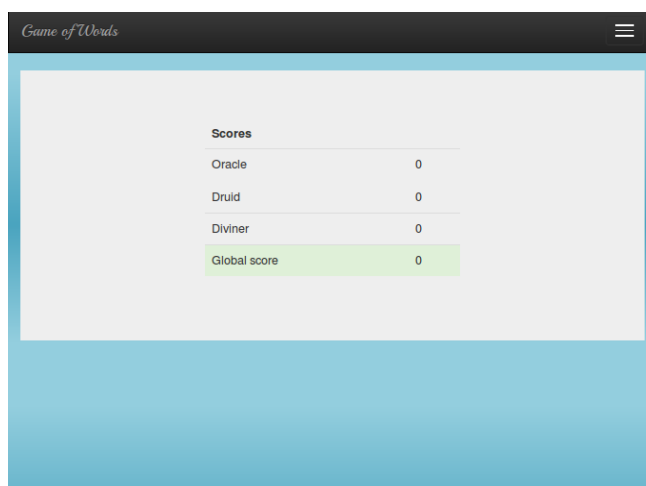 Game of Words
Scores
Oracle 0
Druid 0
Diviner 0
Global score 0